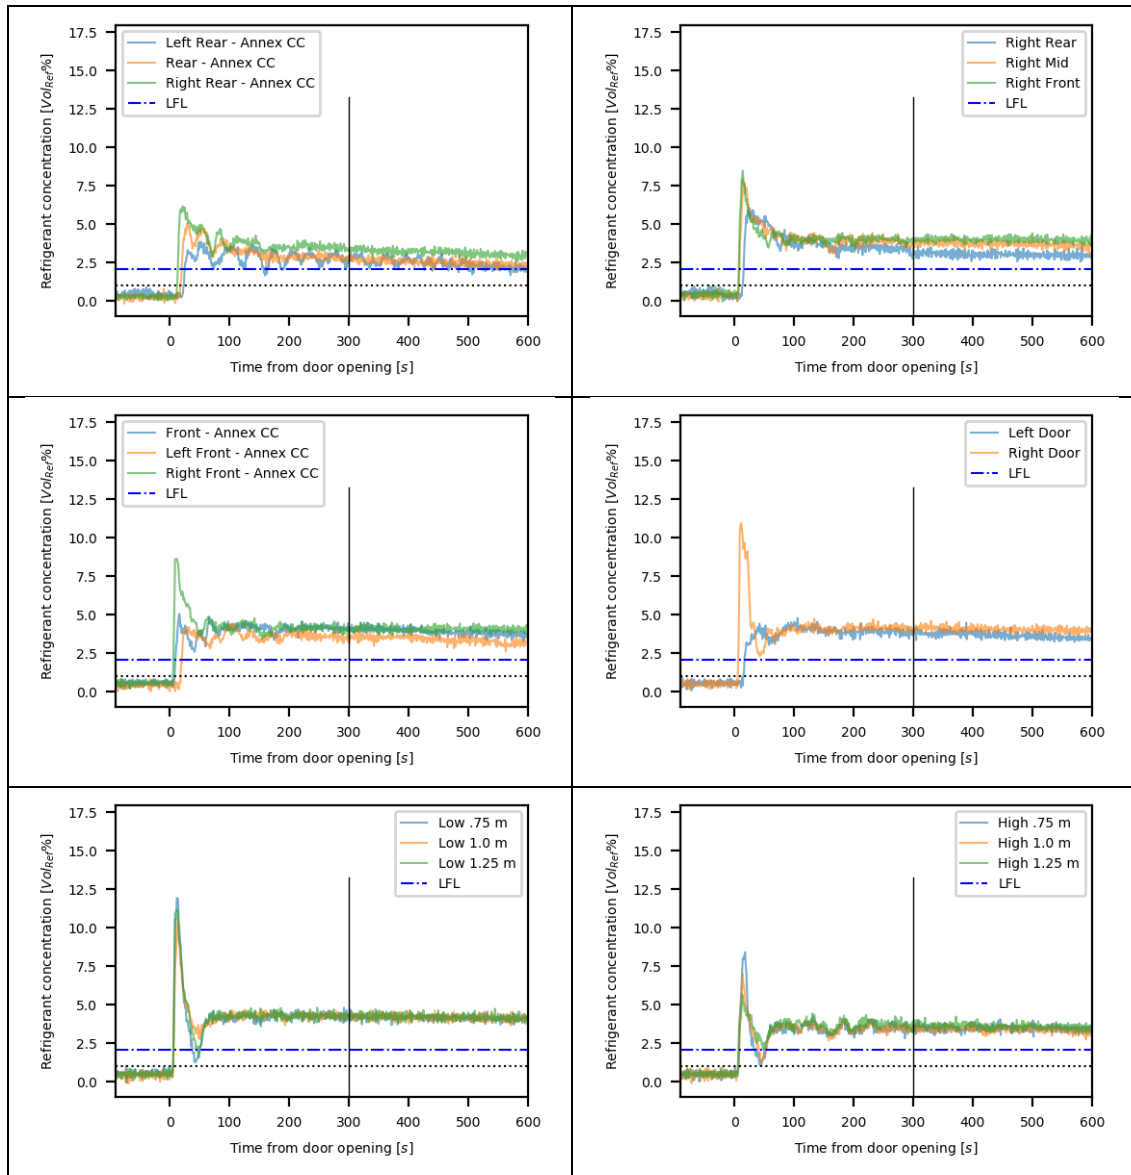 17.5
15.0
12.5
10.0
7.5
5.0
2.5
0.0
Refrigerant concentration [Vol_Ref%]
Left Rear - Annex CC
Rear - Annex CC
Right Rear - Annex CC
LFL
0 100 200 300 400 500 600
Time from door opening [s]
17.5
15.0
12.5
10.0
7.5
5.0
2.5
0.0
Refrigerant concentration [Vol_Ref%]
Right Rear
Right Mid
Right Front
LFL
0 100 200 300 400 500 600
Time from door opening [s]
17.5
15.0
12.5
10.0
7.5
5.0
2.5
0.0
Refrigerant concentration [Vol_Ref%]
Front - Annex CC
Left Front - Annex CC
Right Front - Annex CC
LFL
0 100 200 300 400 500 600
Time from door opening [s]
17.5
15.0
12.5
10.0
7.5
5.0
2.5
0.0
Refrigerant concentration [Vol_Ref%]
Left Door
Right Door
LFL
0 100 200 300 400 500 600
Time from door opening [s]
17.5
15.0
12.5
10.0
7.5
5.0
2.5
0.0
Refrigerant concentration [Vol_Ref%]
Low .75 m
Low 1.0 m
Low 1.25 m
LFL
0 100 200 300 400 500 600
Time from door opening [s]
17.5
15.0
12.5
10.0
7.5
5.0
2.5
0.0
Refrigerant concentration [Vol_Ref%]
High .75 m
High 1.0 m
High 1.25 m
LFL
0 100 200 300 400 500 600
Time from door opening [s]